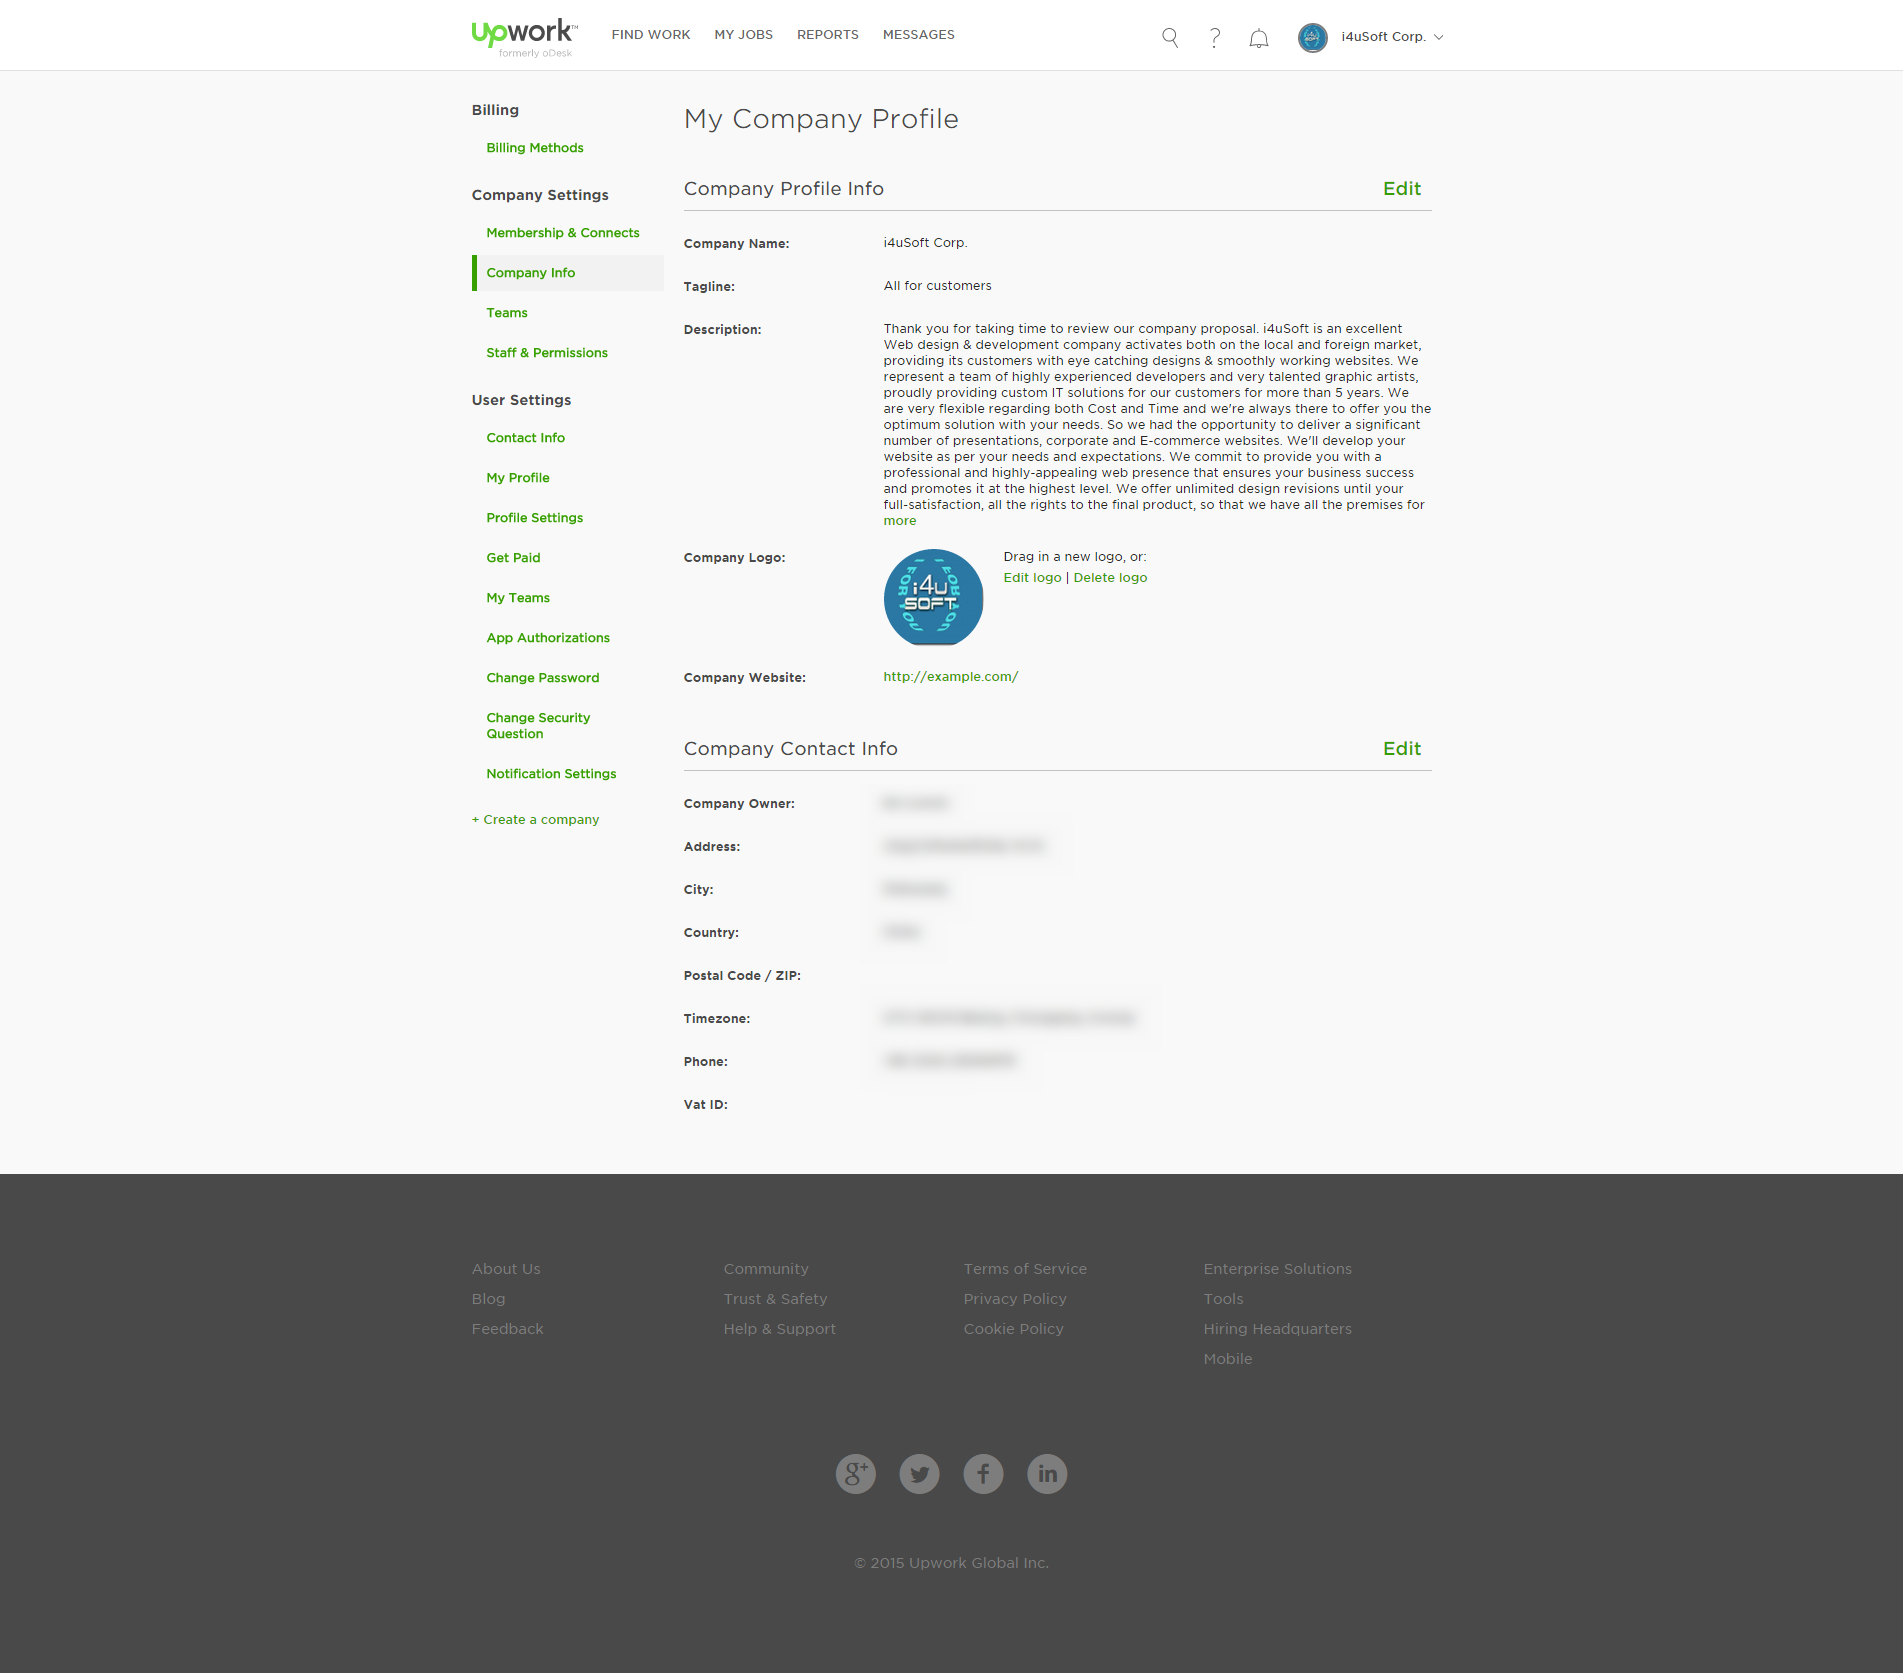 upwork™
formerly oDesk
FIND WORK
MY JOBS
REPORTS
MESSAGES
i4uSoft Corp.
Billing
Billing Methods
Company Settings
Membership & Connects
Company Info
Teams
Staff & Permissions
User Settings
Contact Info
My Profile
Profile Settings
Get Paid
My Teams
App Authorizations
Change Password
Change Security
Question
Notification Settings
+ Create a company
My Company Profile
Company Profile Info
Edit
Company Name:
i4uSoft Corp.
Tagline:
All for customers
Description:
Thank you for taking time to review our company proposal. i4uSoft is an excellent
Web design & development company activates both on the local and foreign market,
providing its customers with eye catching designs & smoothly working websites. We
represent a team of highly experienced developers and very talented graphic artists,
proudly providing custom IT solutions for our customers for more than 5 years. We
are very flexible regarding both Cost and Time and we're always there to offer you the
optimum solution with your needs. So we had the opportunity to deliver a significant
number of presentations, corporate and E-commerce websites. We'll develop your
website as per your needs and expectations. We commit to provide you with a
professional and highly-appealing web presence that ensures your business success
and promotes it at the highest level. We offer unlimited design revisions until your
full-satisfaction, all the rights to the final product, so that we have all the premises for
more
Company Logo:
i4u
SOFT
Drag in a new logo, or:
Edit logo | Delete logo
Company Website:
http://example.com/
Company Contact Info
Edit
Company Owner:
Address:
City:
Country:
Postal Code / ZIP:
Timezone:
Phone:
Vat ID:
About Us
Blog
Feedback
Community
Trust & Safety
Help & Support
Terms of Service
Privacy Policy
Cookie Policy
Enterprise Solutions
Tools
Hiring Headquarters
Mobile
© 2015 Upwork Global Inc.